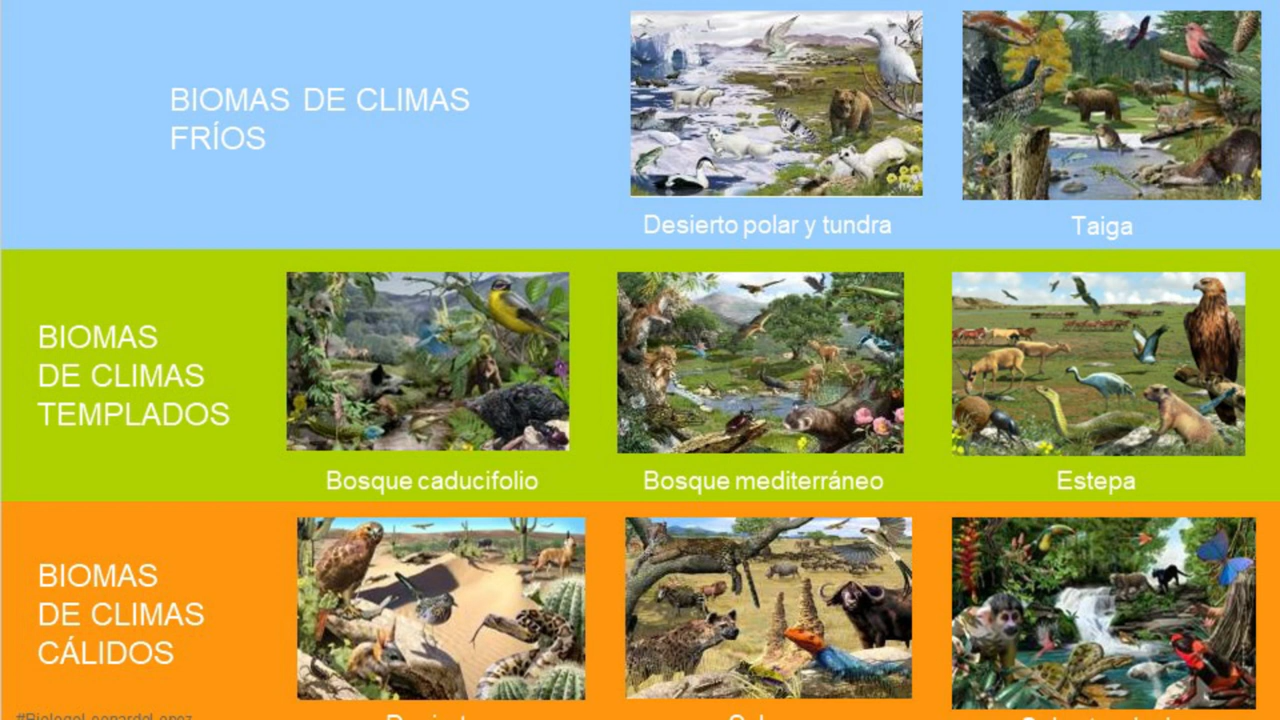 BIOMAS DE CLIMAS
FRÍOS
Desierto polar y tundra
Taiga
BIOMAS
DE CLIMAS
TEMPLADOS
Bosque caducifolio
Bosque mediterráneo
Estepa
BIOMAS
DE CLIMAS
CÁLIDOS